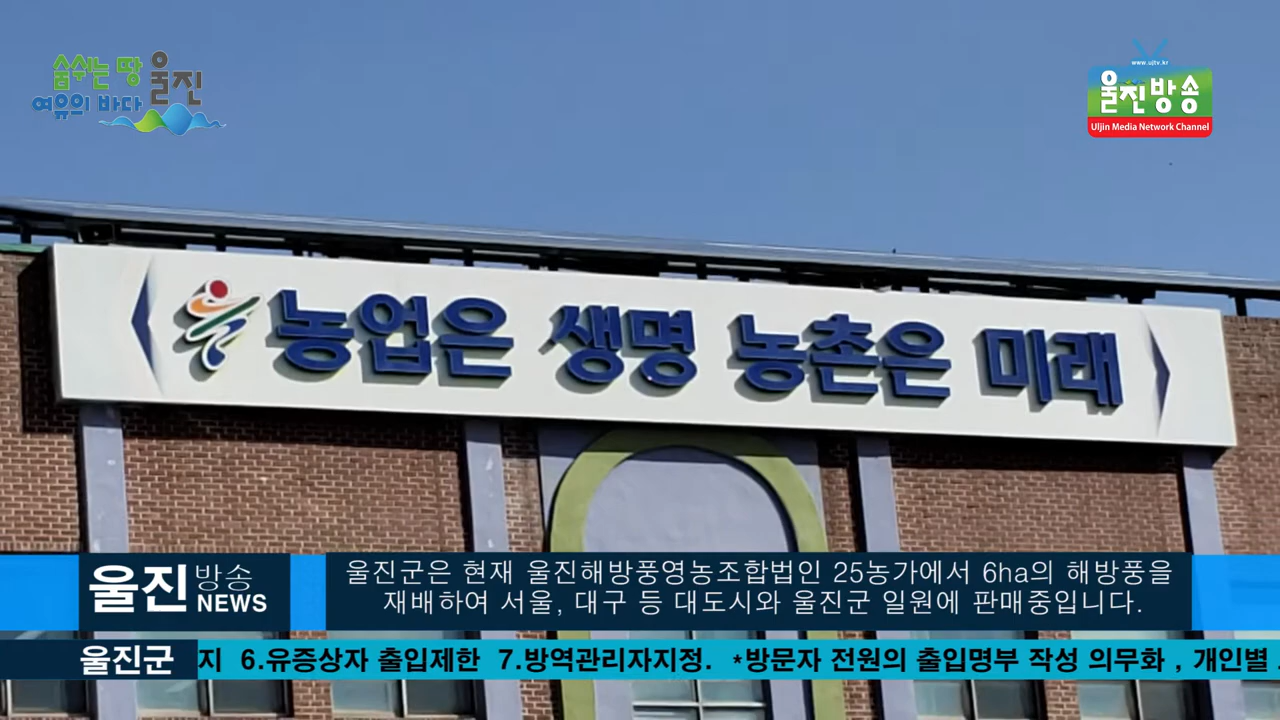 숨쉬는 땅 울진
여유의 바다
www.ujtv.kr
울진방송
Uljin Media Network Channel
농업은 생명 농촌은 미래
울진 방송
NEWS
울진군은 현재 울진해방풍영농조합법인 25농가에서 6ha의 해방풍을
재배하여 서울, 대구 등 대도시와 울진군 일원에 판매중입니다.
울진군 지 6.유증상자 출입제한 7.방역관리자지정. *방문자 전원의 출입명부 작성 의무화 , 개인별